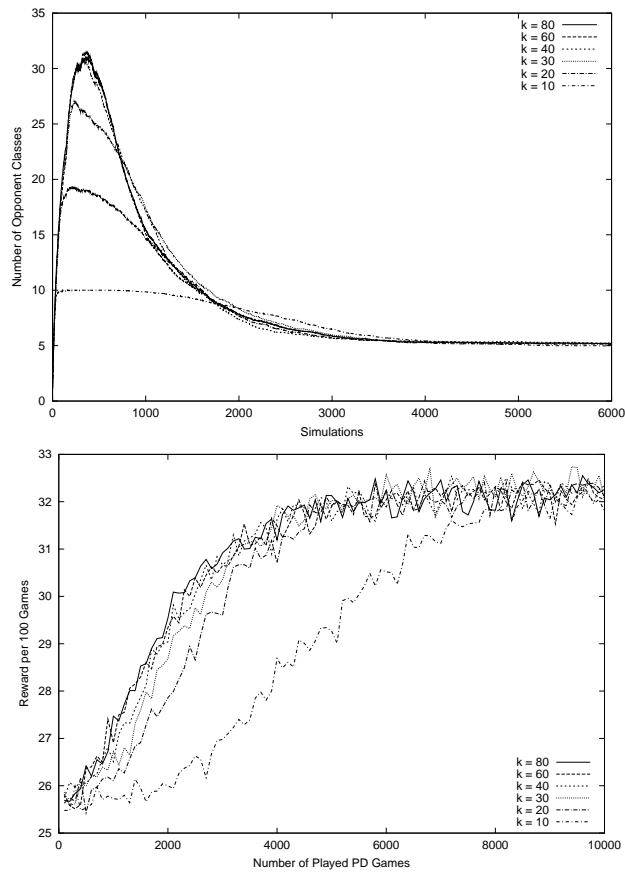 35
30
25
20
15
10
5
0
Number of Opponent Classes
k = 80
k = 60
k = 40
k = 30
k = 20
k = 10
0 1000 2000 3000 4000 5000 6000
Simulations
33
32
31
30
29
28
27
26
25
Reward per 100 Games
k = 80
k = 60
k = 40
k = 30
k = 20
k = 10
0 2000 4000 6000 8000 10000
Number of Played PD Games